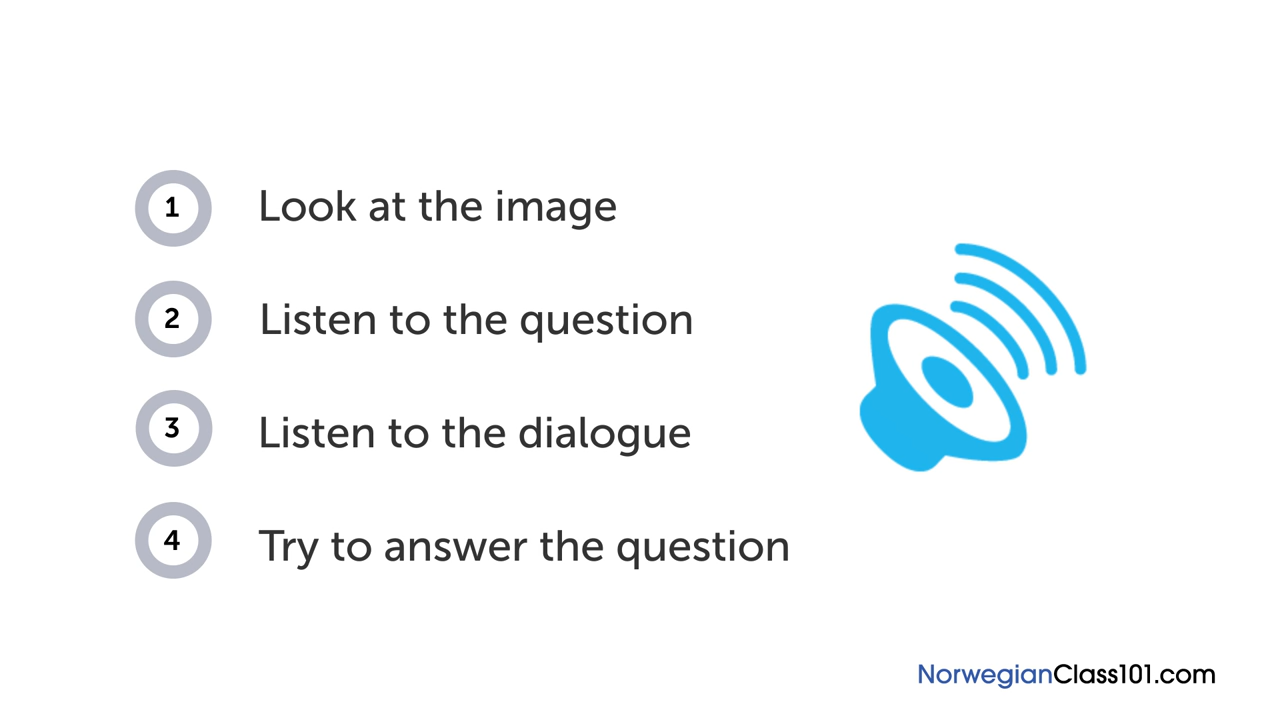 1 Look at the image
2 Listen to the question
3 Listen to the dialogue
4 Try to answer the question
NorwegianClass101.com